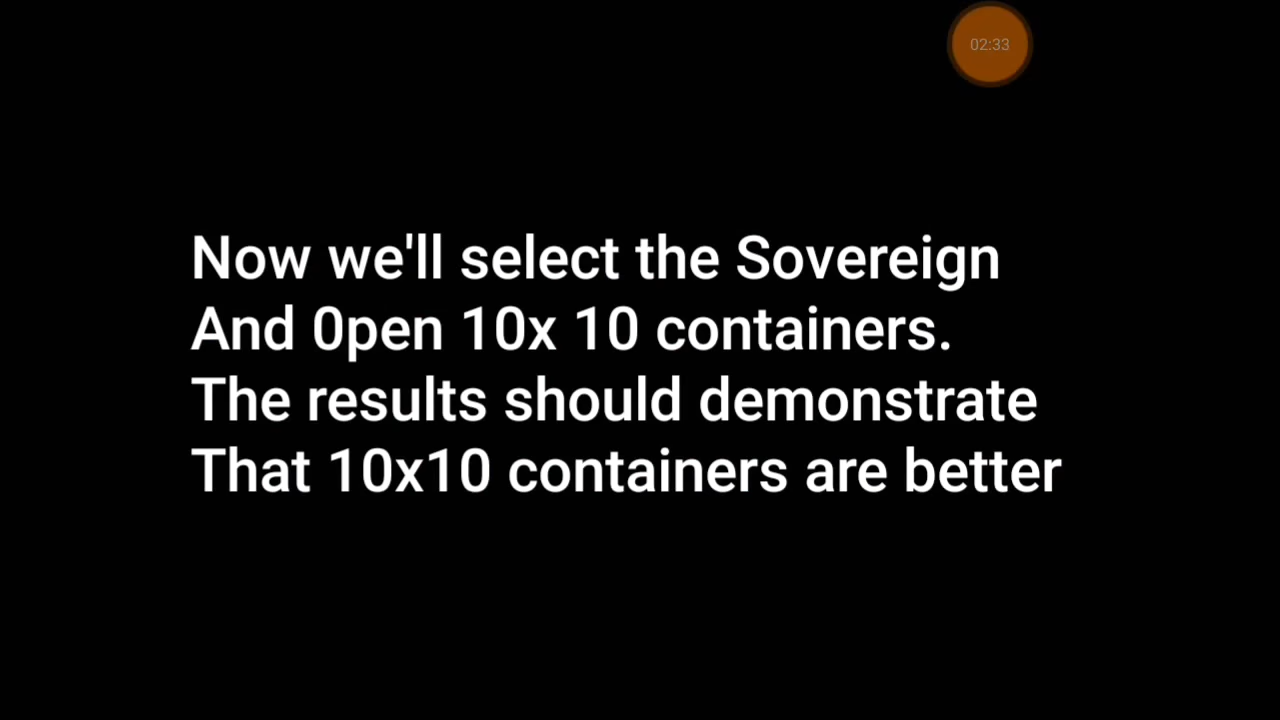 02:33
Now we'll select the Sovereign
And 0pen 10x 10 containers.
The results should demonstrate
That 10x10 containers are better